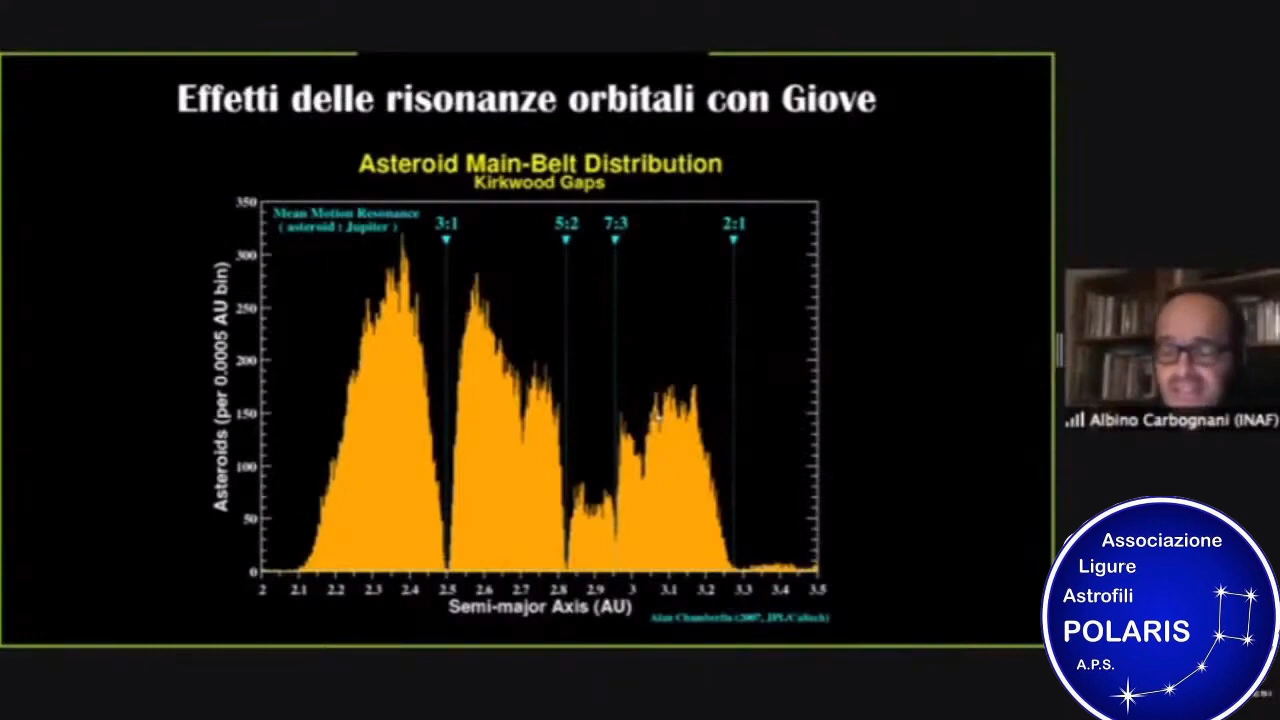 Effetti delle risonanze orbitali con Giove
Asteroid Main-Belt Distribution
Kirkwood Gaps
Mean Motion Resonance
( asteroid : Jupiter )
3:1 5:2 7:3 2:1
350
300
250
200
150
100
50
0
Asteroids (per 0.0005 AU bin)
2 2.1 2.2 2.3 2.4 2.5 2.6 2.7 2.8 2.9 3 3.1 3.2 3.3 3.4 3.5
Semi-major Axis (AU)
Alan Chamberlin (2007, JPL/Caltech)
Albino Carbognani (INAF)
Associazione
Ligure
Astrofili
POLARIS
A.P.S.